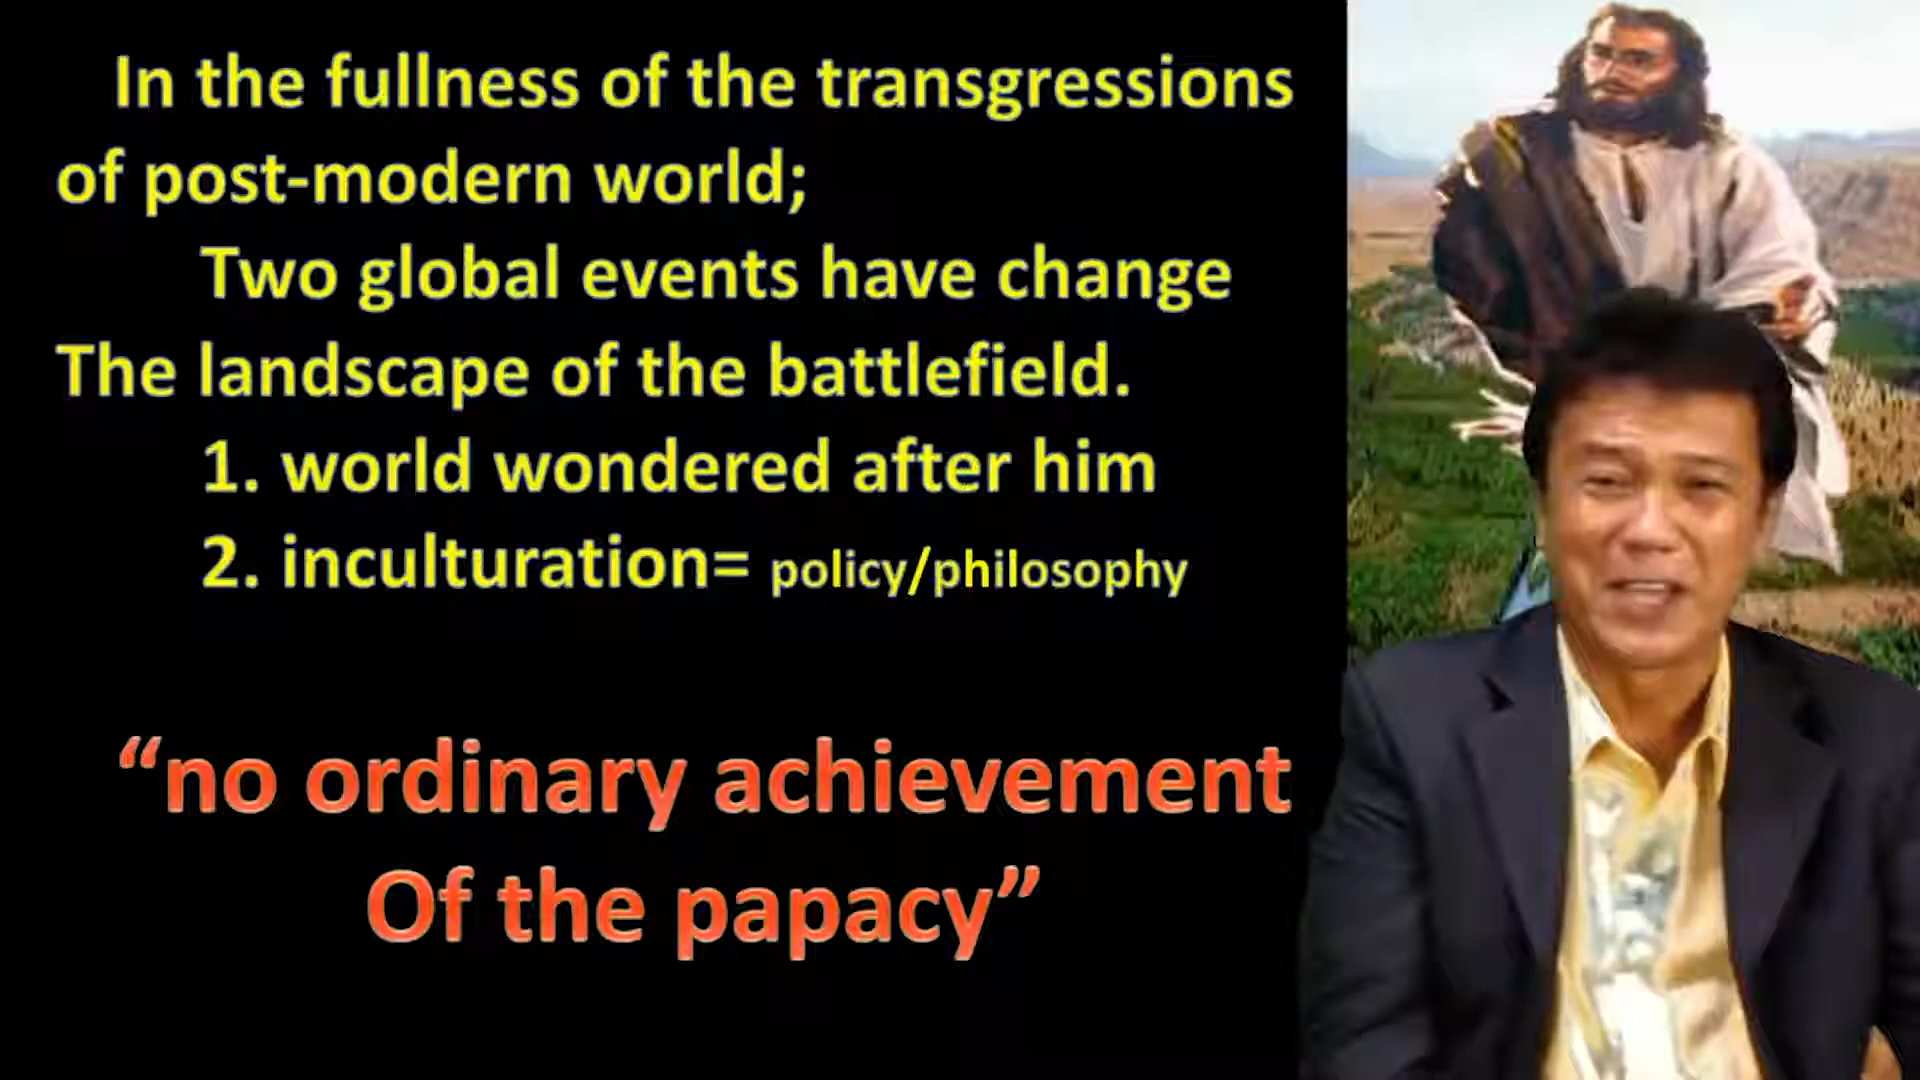 In the fullness of the transgressions
of post-modern world;
Two global events have change
The landscape of the battlefield.
1. world wondered after him
2. inculturation= policy/philosophy
“no ordinary achievement
Of the papacy”